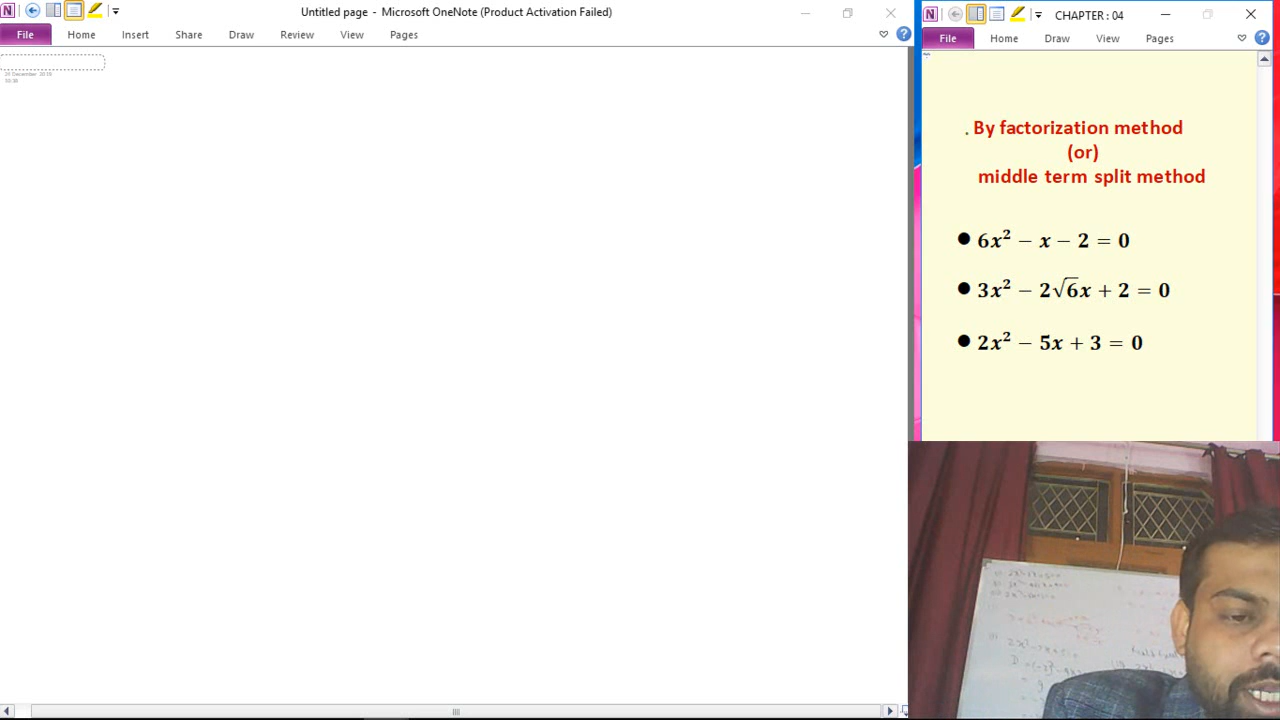 Untitled page - Microsoft OneNote (Product Activation Failed)
File Home Insert Share Draw Review View Pages
CHAPTER : 04
File Home Draw View Pages
. By factorization method
(or)
middle term split method
● 6x² − x − 2 = 0
● 3x² − 2√6x + 2 = 0
● 2x² − 5x + 3 = 0